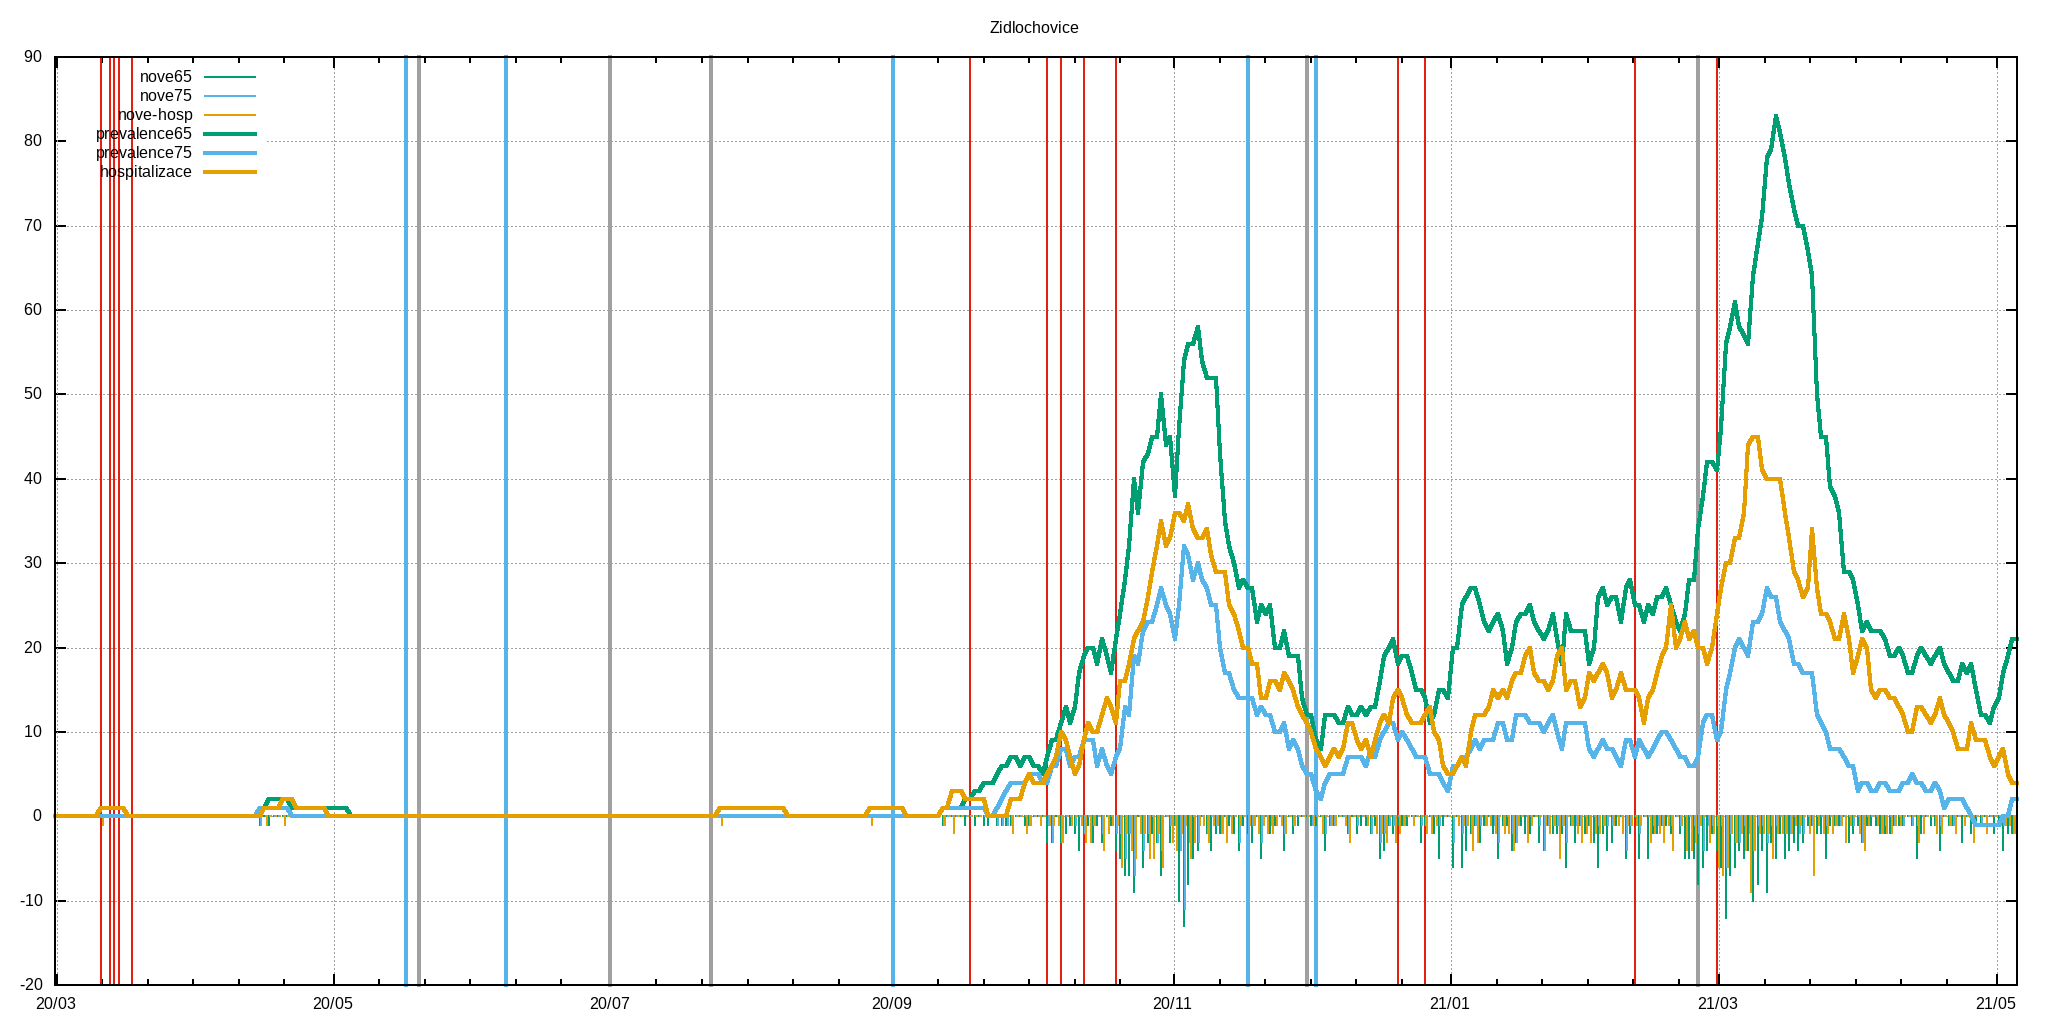 Zidlochovice
90
80
70
60
50
40
30
20
10
0
-10
-20
nove65
nove75
nove-hosp
prevalence65
prevalence75
hospitalizace
20/03 20/05 20/07 20/09 20/11 21/01 21/03 21/05